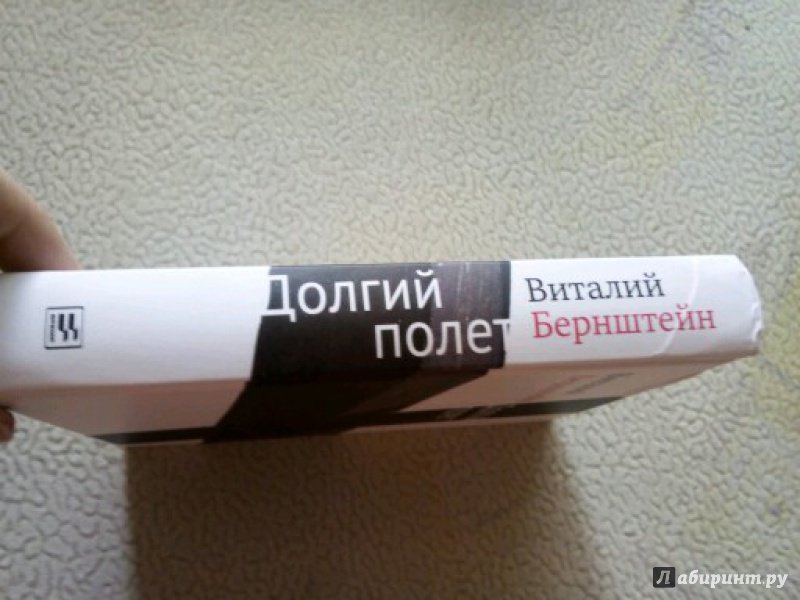 Долгий
полет
Виталий
Бернштейн
Лабиринт.ру